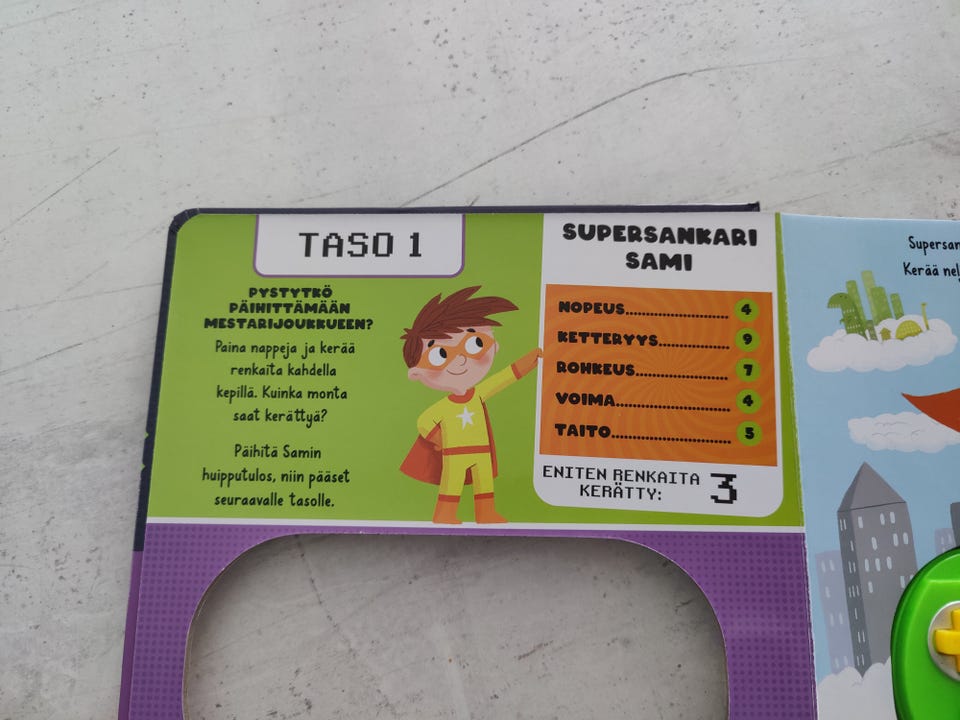 TASO 1
PYSTYTKÖ
PÄIHITTÄMÄÄN
MESTARIJOUKKUEEN?
Paina nappeja ja kerää
renkaita kahdella
kepillä. Kuinka monta
saat kerättyä?
Päihitä Samin
huipputulos, niin pääset
seuraavalle tasolle.
SUPERSANKARI
SAMI
NOPEUS 4
KETTERYYS 9
ROHKEUS 7
VOIMA 4
TAITO 5
ENITEN RENKAITA
KERÄTTY: 3
Kerää